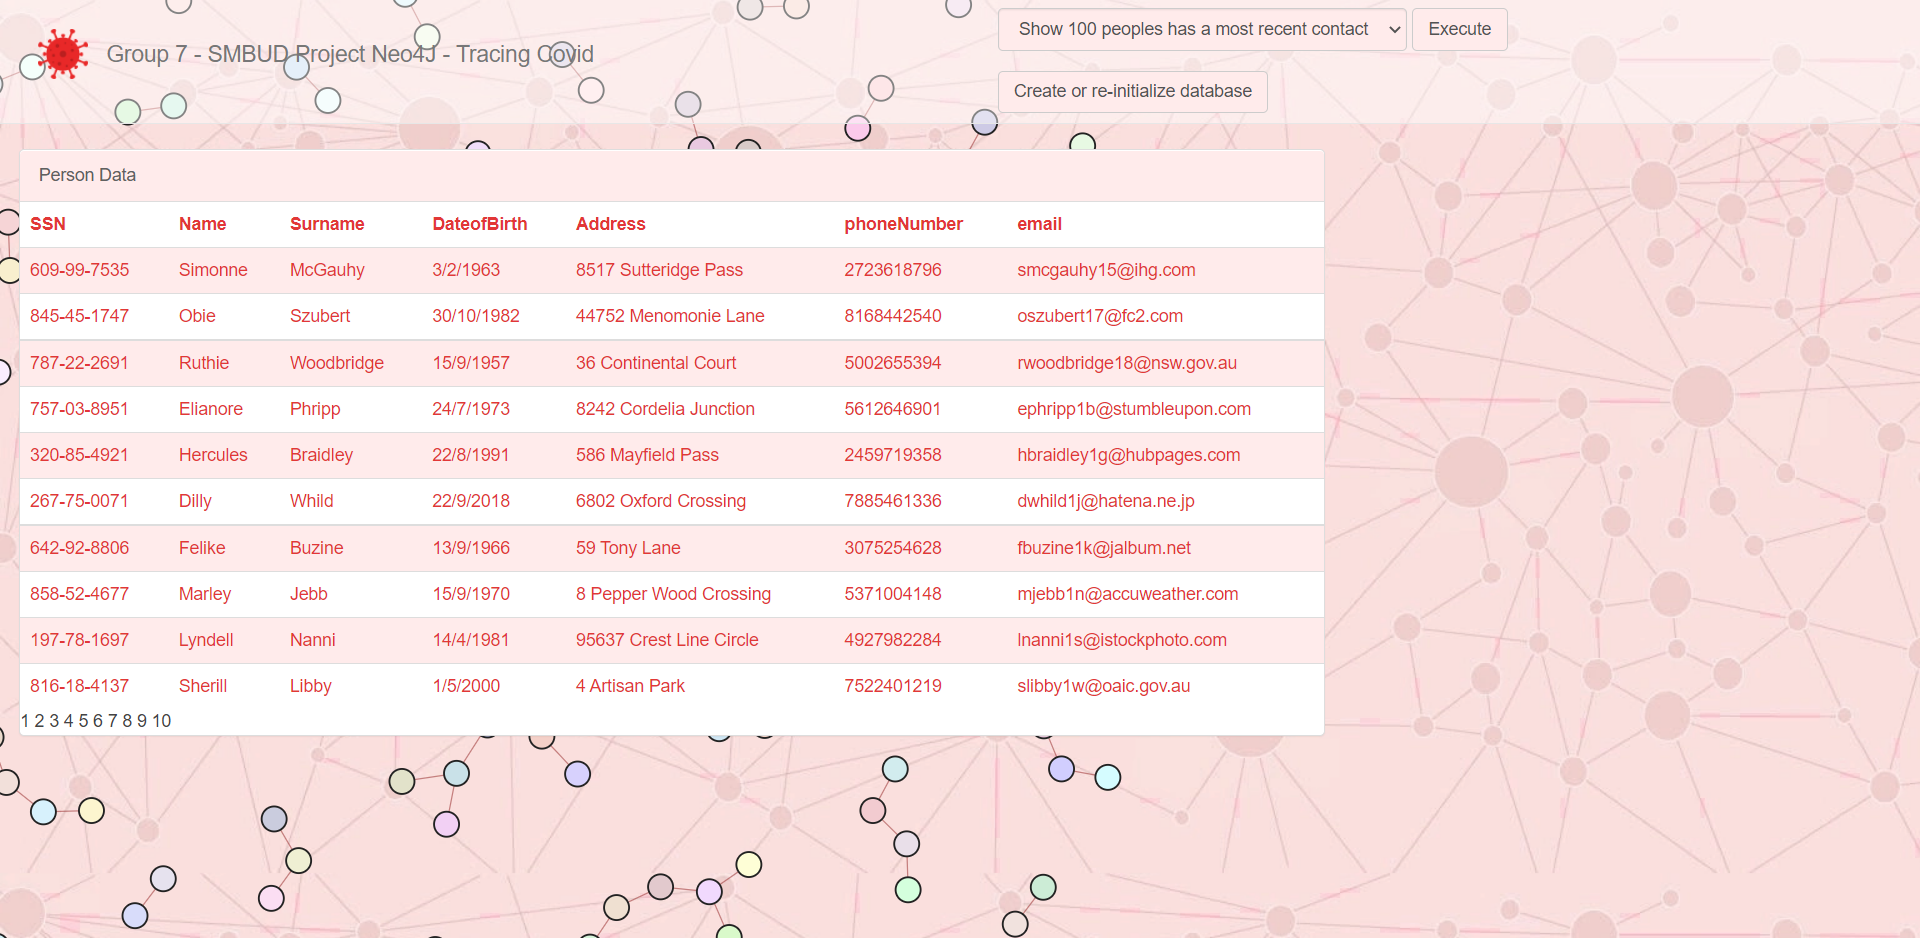 Group 7 - SMBUD Project Neo4J - Tracing Covid
Show 100 peoples has a most recent contact
Execute
Create or re-initialize database
Person Data
SSN Name Surname DateofBirth Address phoneNumber email
609-99-7535 Simonne McGauhy 3/2/1963 8517 Sutteridge Pass 2723618796 smcgauhy15@ihg.com
845-45-1747 Obie Szubert 30/10/1982 44752 Menomonie Lane 8168442540 oszubert17@fc2.com
787-22-2691 Ruthie Woodbridge 15/9/1957 36 Continental Court 5002655394 rwoodbridge18@nsw.gov.au
757-03-8951 Elianore Phripp 24/7/1973 8242 Cordelia Junction 5612646901 ephripp1b@stumbleupon.com
320-85-4921 Hercules Braidley 22/8/1991 586 Mayfield Pass 2459719358 hbraidley1g@hubpages.com
267-75-0071 Dilly Whild 22/9/2018 6802 Oxford Crossing 7885461336 dwhild1j@hatena.ne.jp
642-92-8806 Felike Buzine 13/9/1966 59 Tony Lane 3075254628 fbuzine1k@jalbum.net
858-52-4677 Marley Jebb 15/9/1970 8 Pepper Wood Crossing 5371004148 mjebb1n@accuweather.com
197-78-1697 Lyndell Nanni 14/4/1981 95637 Crest Line Circle 4927982284 lnanni1s@istockphoto.com
816-18-4137 Sherill Libby 1/5/2000 4 Artisan Park 7522401219 slibby1w@oaic.gov.au
1 2 3 4 5 6 7 8 9 10